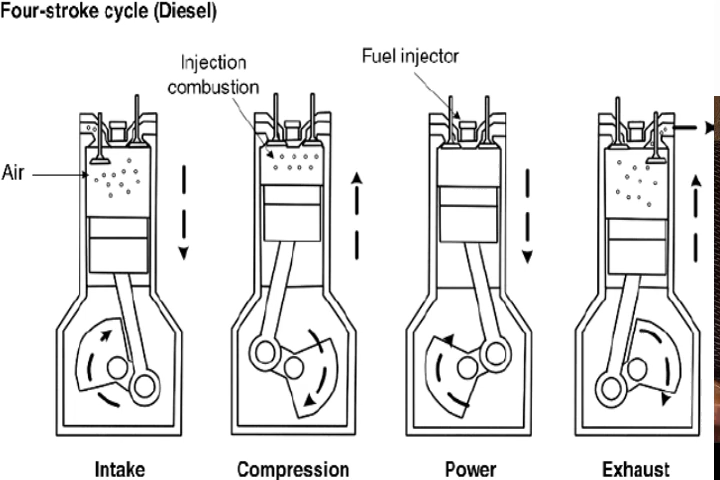 Four-stroke cycle (Diesel)
Injection
combustion
Fuel injector
Air
Intake
Compression
Power
Exhaust